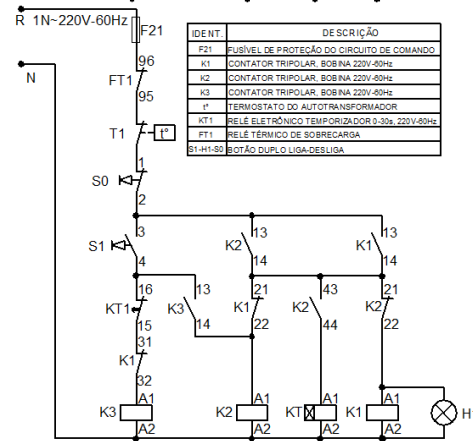 R 1N~220V-60Hz
F21
N
96
FT1
95
T1
t°
1
S0
2
IDENT. DESCRIÇÃO
F21 FUSÍVEL DE PROTEÇÃO DO CIRCUITO DE COMANDO
K1 CONTATOR TRIPOLAR, BOBINA 220V-60Hz
K2 CONTATOR TRIPOLAR, BOBINA 220V-60Hz
K3 CONTATOR TRIPOLAR, BOBINA 220V-60Hz
t° TERMOSTATO DO AUTOTRANSFORMADOR
KT1 RELÉ ELETRÔNICO TEMPORIZADOR 0-30s, 220V-60Hz
FT1 RELÉ TÉRMICO DE SOBRECARGA
S1-H1-S0 BOTÃO DUPLO LIGA-DESLIGA
3 13 13
S1 K2 K1
4 14 14
16 13 21 43 21
KT1 K3 K1 K2 K2
15 14 22 44 22
31
K1
32
A1 A1 A1 A1
K3 K2 KT K1 H
A2 A2 A2 A2